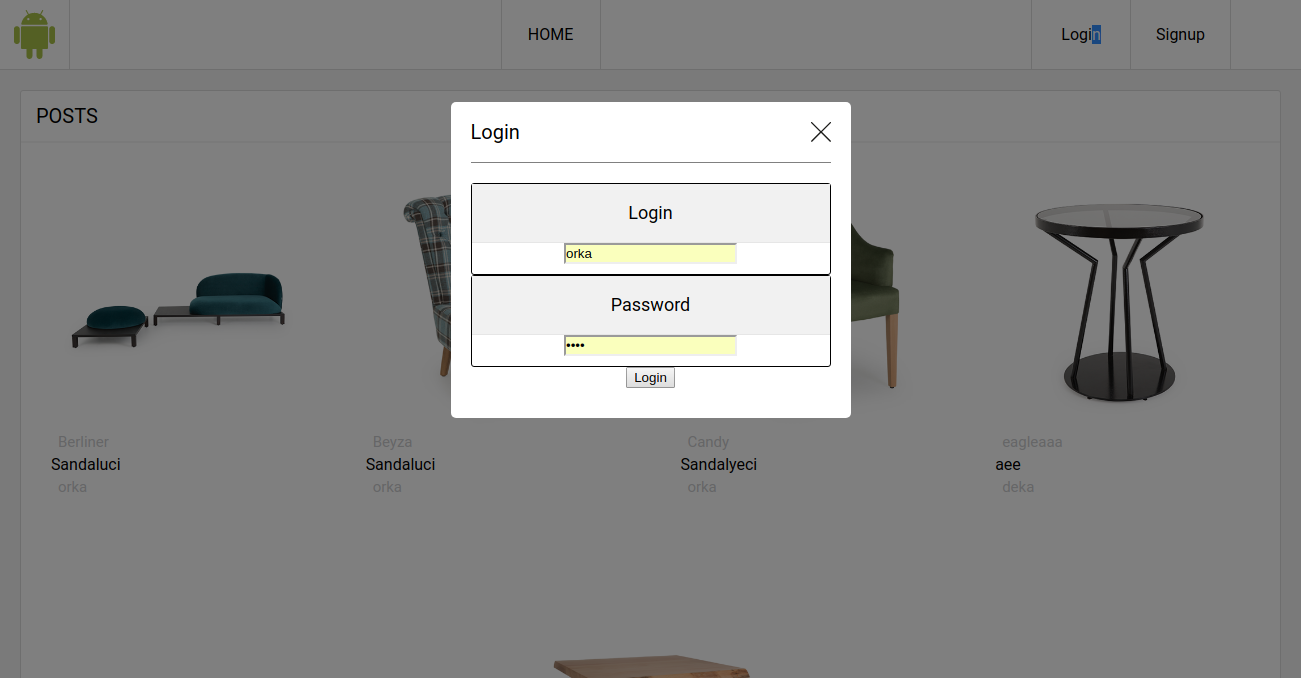 HOME
Login
Signup
POSTS
Login
Login
orka
Password
••••
Login
Berliner
Sandaluci
orka
Beyza
Sandaluci
orka
Candy
Sandalyeci
orka
eagleaaa
aee
deka